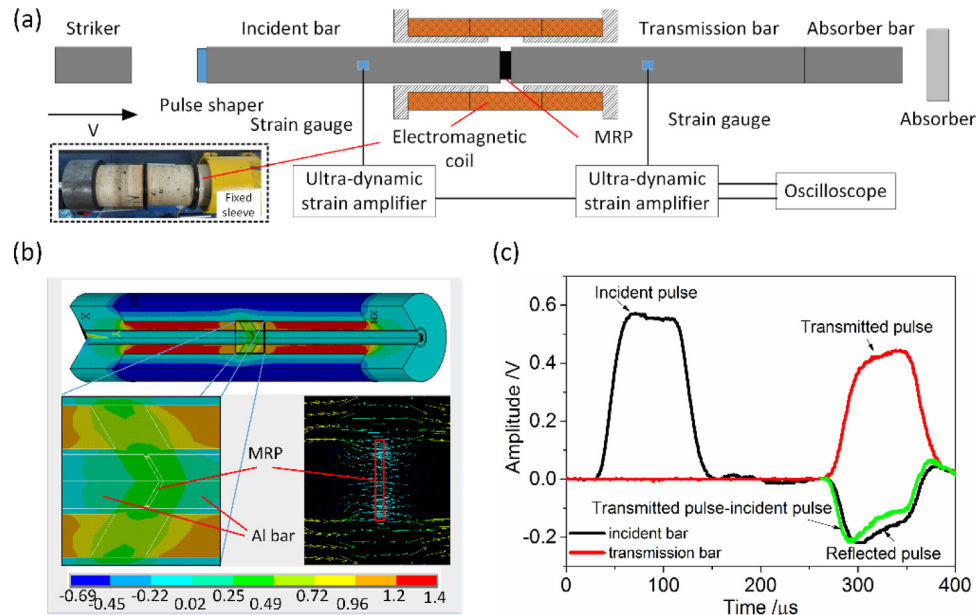 (a)
Striker
Incident bar
Transmission bar
Absorber bar
Pulse shaper
V
Strain gauge
Electromagnetic
coil
MRP
Strain gauge
Absorber
Fixed
sleeve
Ultra-dynamic
strain amplifier
Ultra-dynamic
strain amplifier
Oscilloscope
(b)
X
MX
MRP
Al bar
-0.69 -0.45 -0.22 0.02 0.25 0.49 0.72 0.96 1.2 1.4
(c)
Amplitude /V
0.6
0.4
0.2
0.0
-0.2
Incident pulse
Transmitted pulse
Transmitted pulse-incident pulse
incident bar
transmission bar
Reflected pulse
0 100 200 300 400
Time /μs